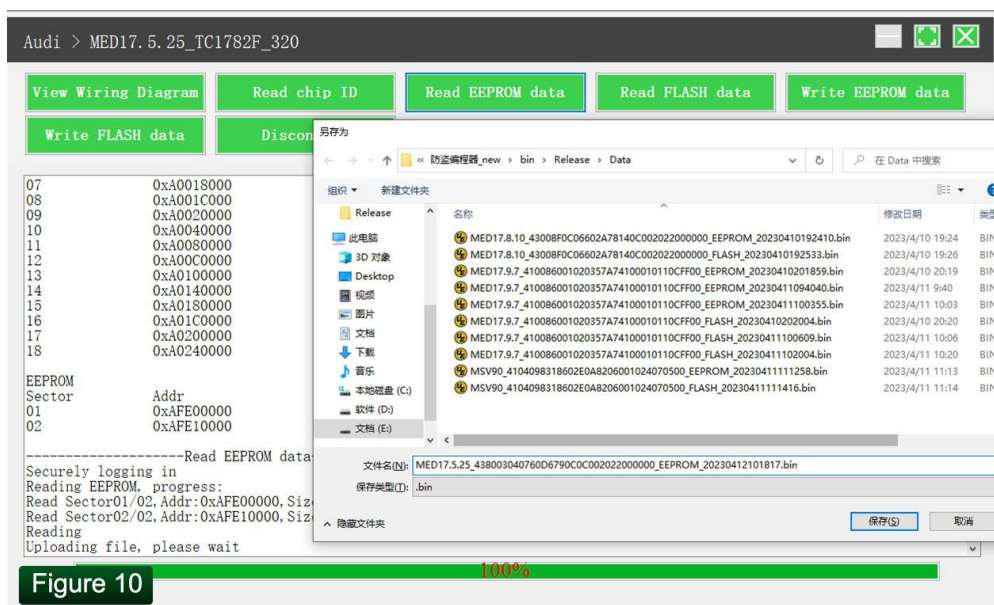 Audi > MED17.5.25_TC1782F_320
View Wiring Diagram
Read chip ID
Read EEPROM data
Read FLASH data
Write EEPROM data
Write FLASH data
Discon
07 0xA0018000
08 0xA001C000
09 0xA0020000
10 0xA0040000
11 0xA0080000
12 0xA00C0000
13 0xA0100000
14 0xA0140000
15 0xA0180000
16 0xA01C0000
17 0xA0200000
18 0xA0240000
EEPROM
Sector Addr
01 0xAFE00000
02 0xAFE10000
--------------------Read EEPROM data-
Securely logging in
Reading EEPROM, progress:
Read Sector01/02,Addr:0xAFE00000,Siz
Read Sector02/02,Addr:0xAFE10000,Siz
Reading
Uploading file, please wait
100%
另存为
« 防盗编程器_new > bin > Release > Data
在 Data 中搜索
组织
新建文件夹
Release
此电脑
3D 对象
Desktop
视频
图片
文档
下载
音乐
本地磁盘 (C:)
软件 (D:)
文档 (E:)
名称 修改日期 类型
MED17.8.10_43008F0C06602A78140C002022000000_EEPROM_20230410192410.bin 2023/4/10 19:24 BIN
MED17.8.10_43008F0C06602A78140C002022000000_FLASH_20230410192533.bin 2023/4/10 19:26 BIN
MED17.9.7_410086001020357A74100010110CFF00_EEPROM_20230410201859.bin 2023/4/10 20:19 BIN
MED17.9.7_410086001020357A74100010110CFF00_EEPROM_20230411094040.bin 2023/4/11 9:40 BIN
MED17.9.7_410086001020357A74100010110CFF00_EEPROM_20230411100355.bin 2023/4/11 10:03 BIN
MED17.9.7_410086001020357A74100010110CFF00_FLASH_20230410202004.bin 2023/4/10 20:20 BIN
MED17.9.7_410086001020357A74100010110CFF00_FLASH_20230411100609.bin 2023/4/11 10:06 BIN
MED17.9.7_410086001020357A74100010110CFF00_FLASH_20230411102004.bin 2023/4/11 10:20 BIN
MSV90_4104098318602E0A8206001024070500_EEPROM_20230411111258.bin 2023/4/11 11:13 BIN
MSV90_4104098318602E0A8206001024070500_FLASH_20230411111416.bin 2023/4/11 11:14 BIN
文件名(N): MED17.5.25_438003040760D6790C0C002022000000_EEPROM_20230412101817.bin
保存类型(T): .bin
隐藏文件夹
保存(S)
取消
Figure 10